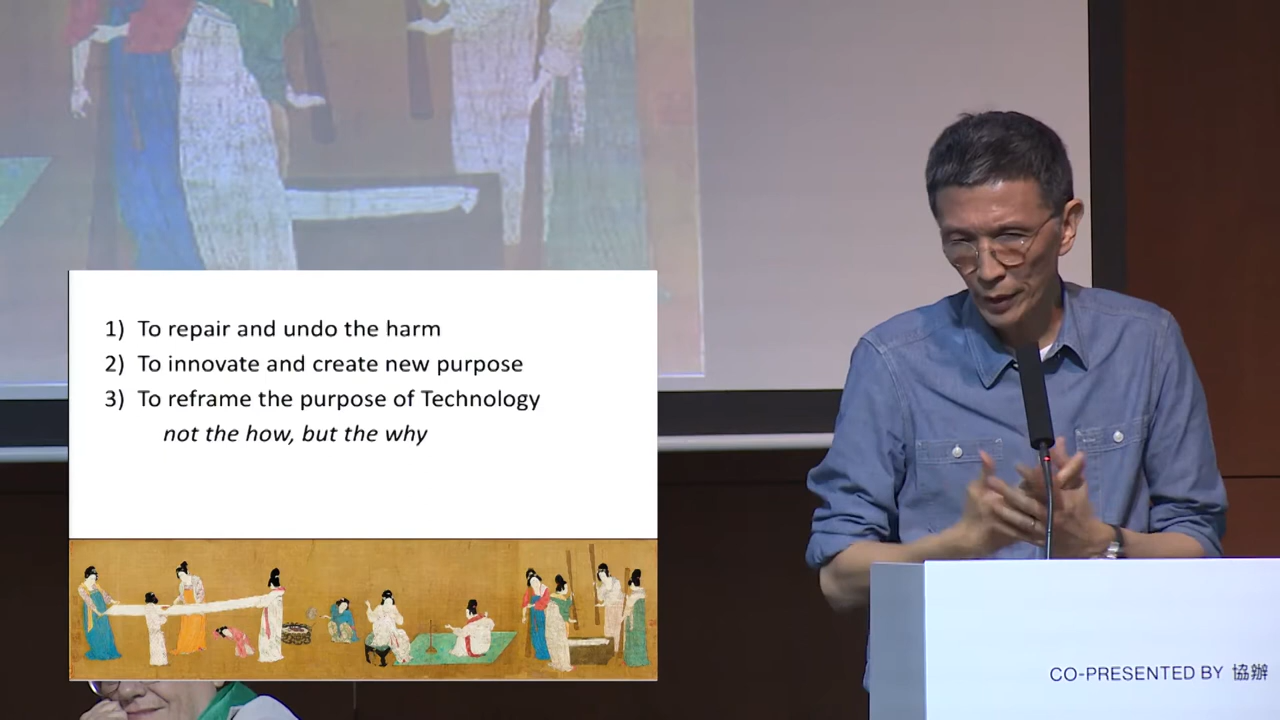 1) To repair and undo the harm
2) To innovate and create new purpose
3) To reframe the purpose of Technology
not the how, but the why
CO-PRESENTED BY 協辦